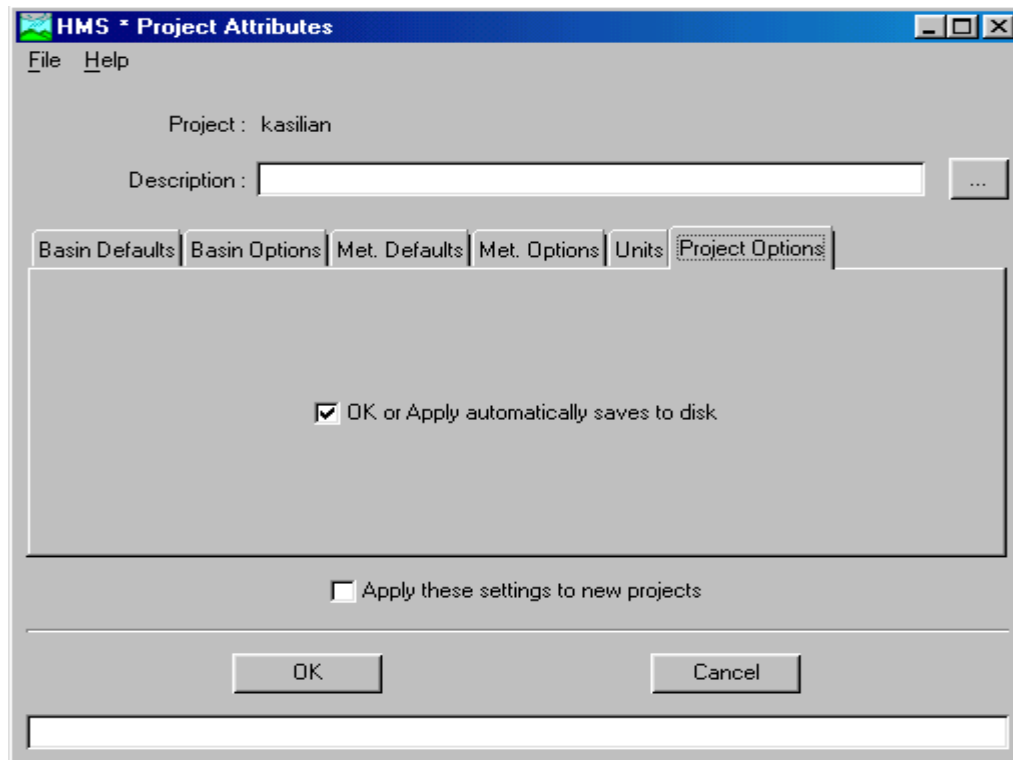 HMS * Project Attributes
File Help
Project : kasilian
Description :
...
Basin Defaults Basin Options Met. Defaults Met. Options Units Project Options
OK or Apply automatically saves to disk
Apply these settings to new projects
OK Cancel